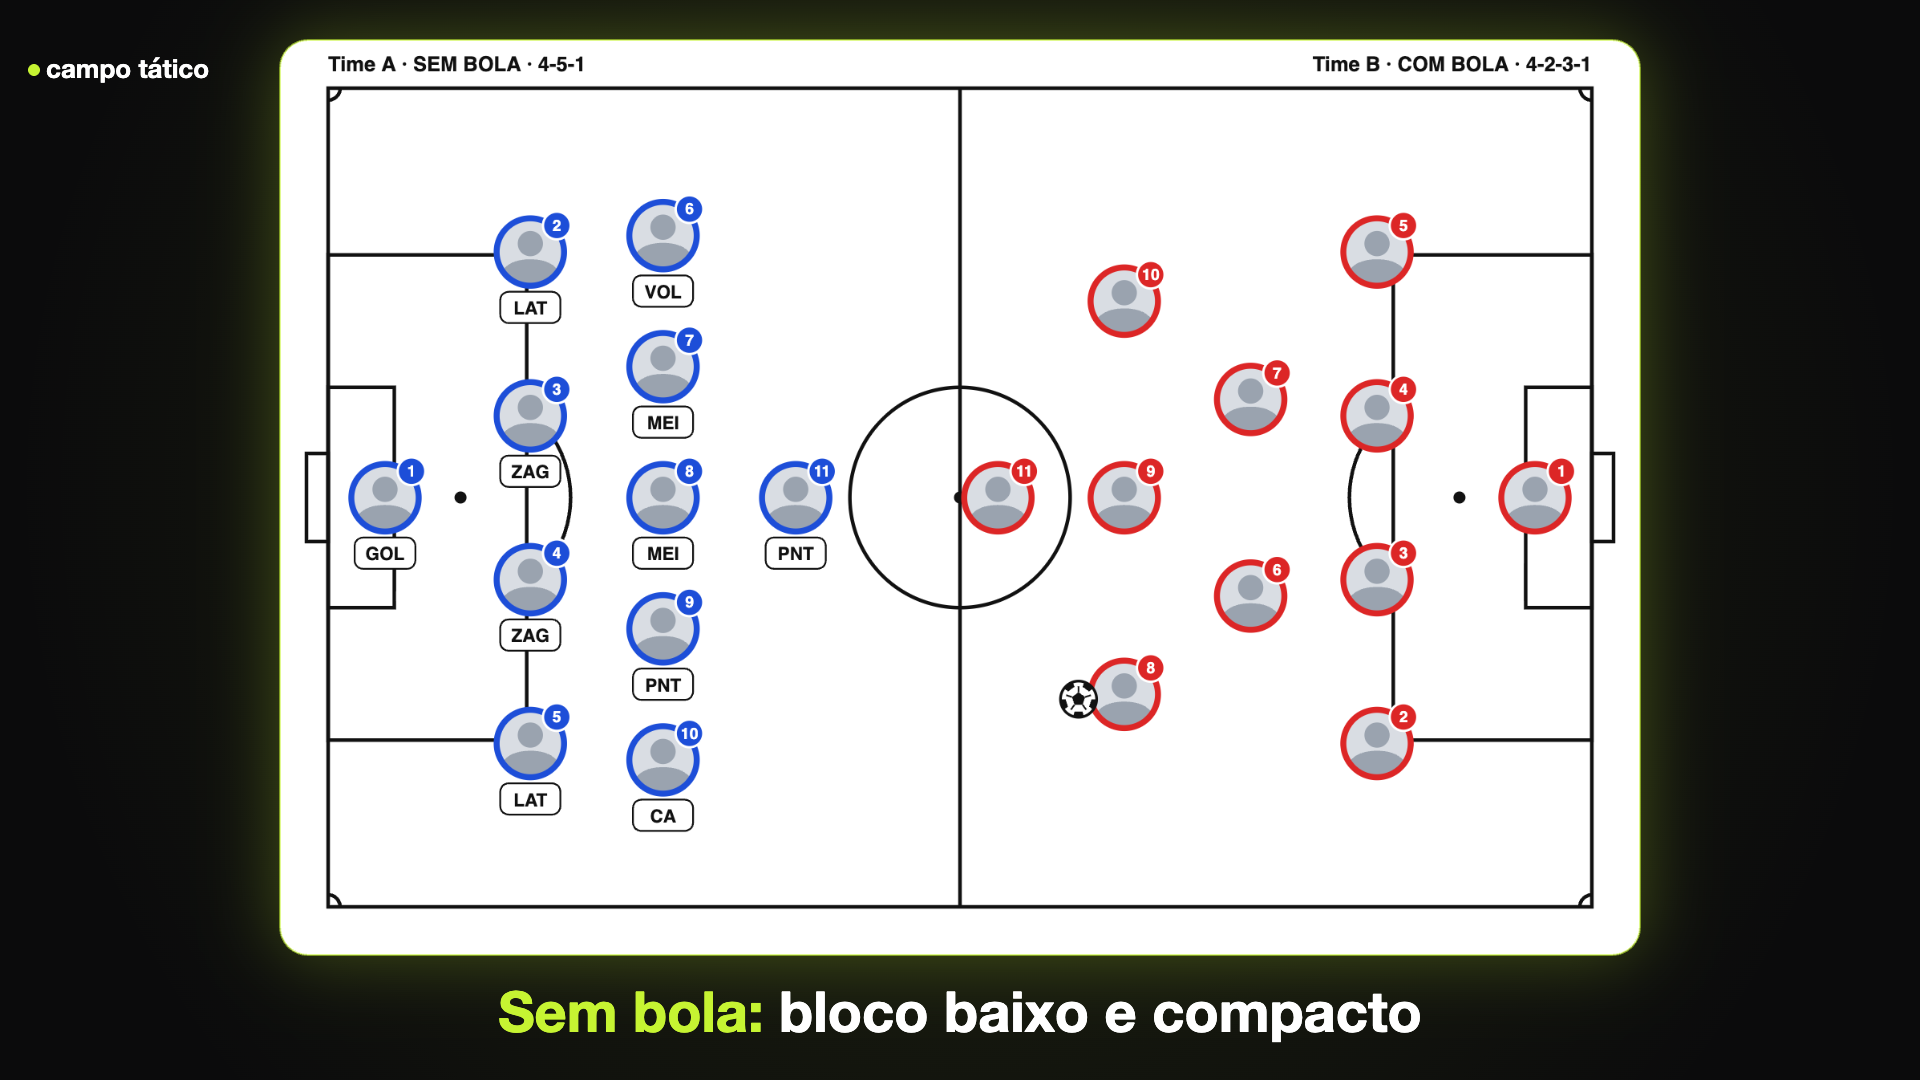 campo tático
Time A · SEM BOLA · 4-5-1
Time B · COM BOLA · 4-2-3-1
2
LAT
6
VOL
5
10
7
MEI
7
3
ZAG
4
1
GOL
8
MEI
11
PNT
11
9
1
4
ZAG
9
PNT
6
3
8
5
LAT
10
CA
2
Sem bola: bloco baixo e compacto